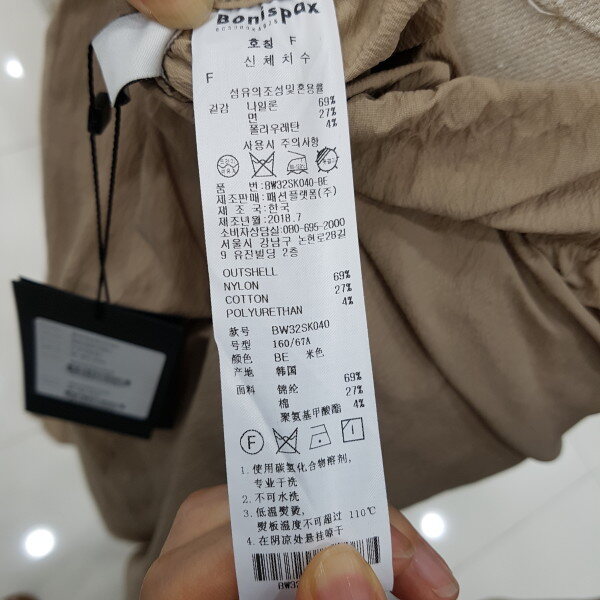 Bonispax
호칭 F
신체치수
F
섬유의조성및혼용률
겉감 나일론 69%
면 27%
폴리우레탄 4%
사용시 주의사항
품 번:BW32SK040-BE
제조판매:패션플랫폼(주)
제 조 국:한국
제조년월:2018.7
소비자상담실:080-695-2000
서울시 강남구 논현로28길
9 유진빌딩 2층
OUTSHELL
NYLON 69%
COTTON 27%
POLYURETHAN 4%
款号 BW32SK040
号型 160/67A
颜色 BE 米色
产地 韩国
面料 锦纶 69%
棉 27%
聚氨基甲酸酯 4%
F
1.使用碳氢化合物溶剂,
专业干洗
2.不可水洗
3.低温熨烫,
熨板温度不可超过 110℃
4.在阴凉处悬挂晾干